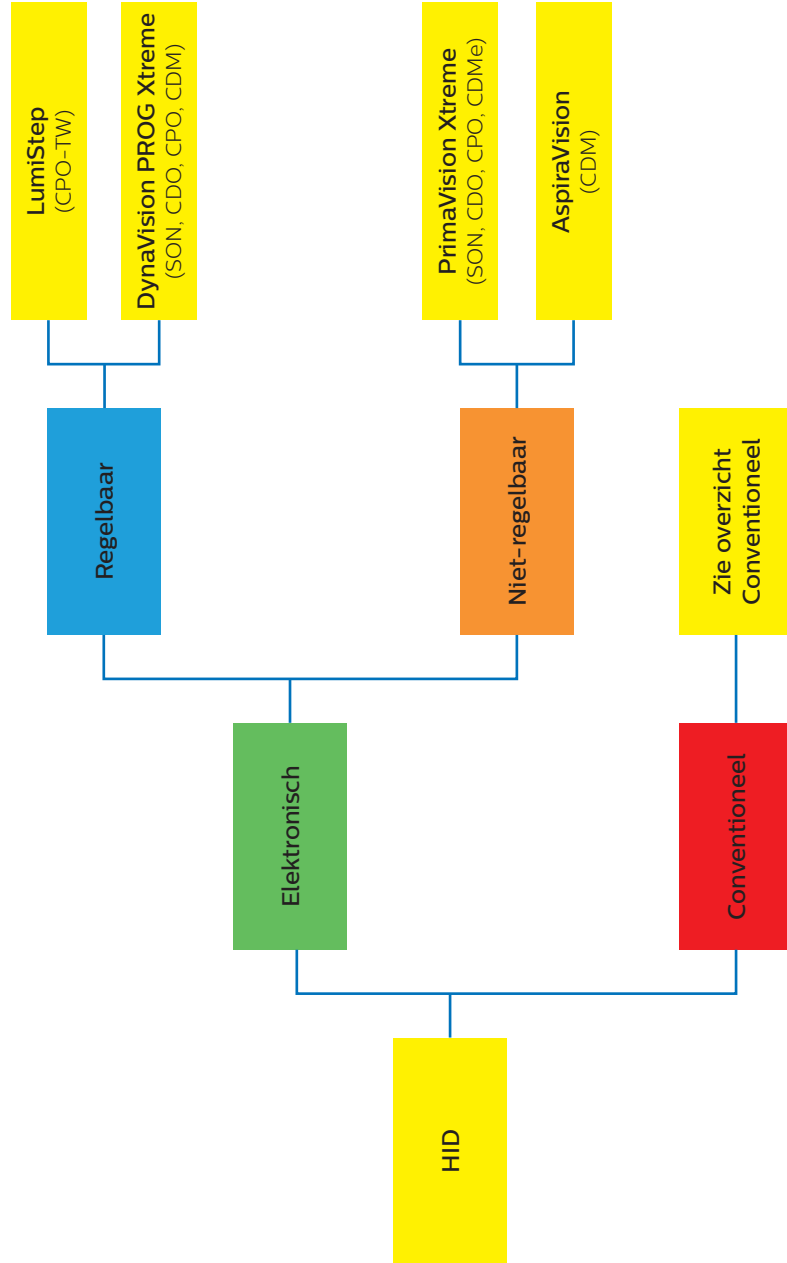 HID
Elektronisch
Conventioneel
Regelbaar
Niet-regelbaar
Zie overzicht
Conventioneel
LumiStep
(CPO-TW)
DynaVision PROG Xtreme
(SON, CDO, CPO, CDM)
PrimaVision Xtreme
(SON, CDO, CPO, CDMe)
AspiraVision
(CDM)